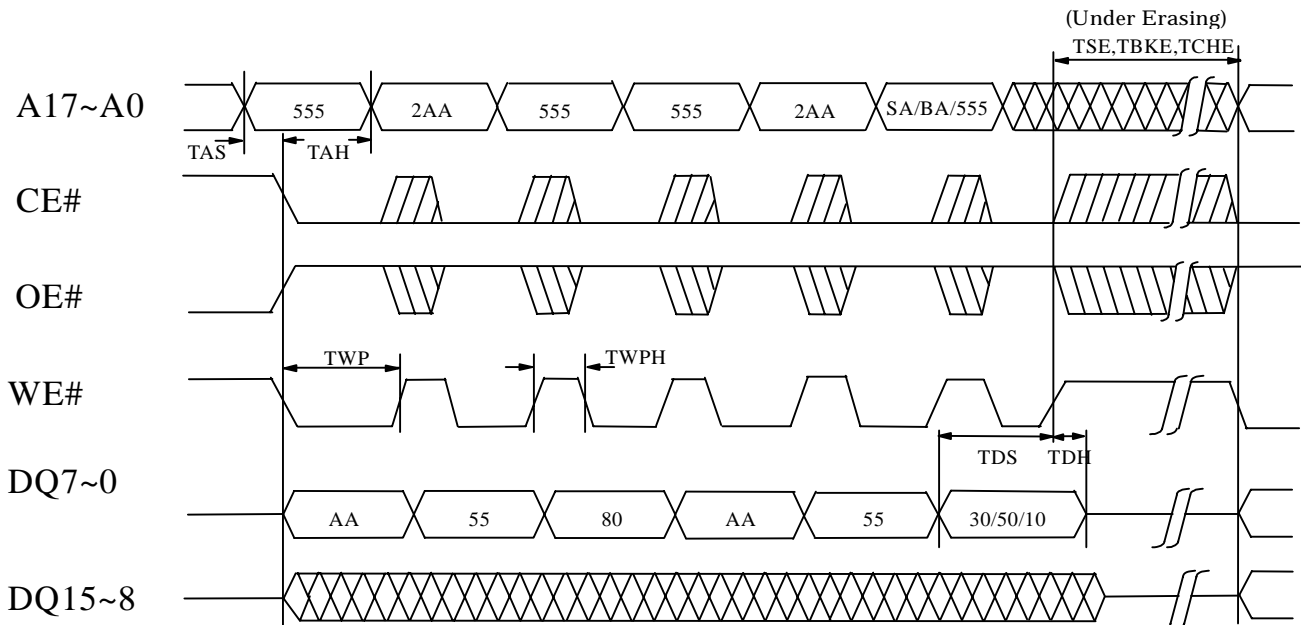 (Under Erasing)
TSE,TBKE,TCHE
A17~A0
555
2AA
555
555
2AA
SA/BA/555
TAS
TAH
CE#
OE#
TWP
TWPH
WE#
TDS
TDH
DQ7~0
AA
55
80
AA
55
30/50/10
DQ15~8